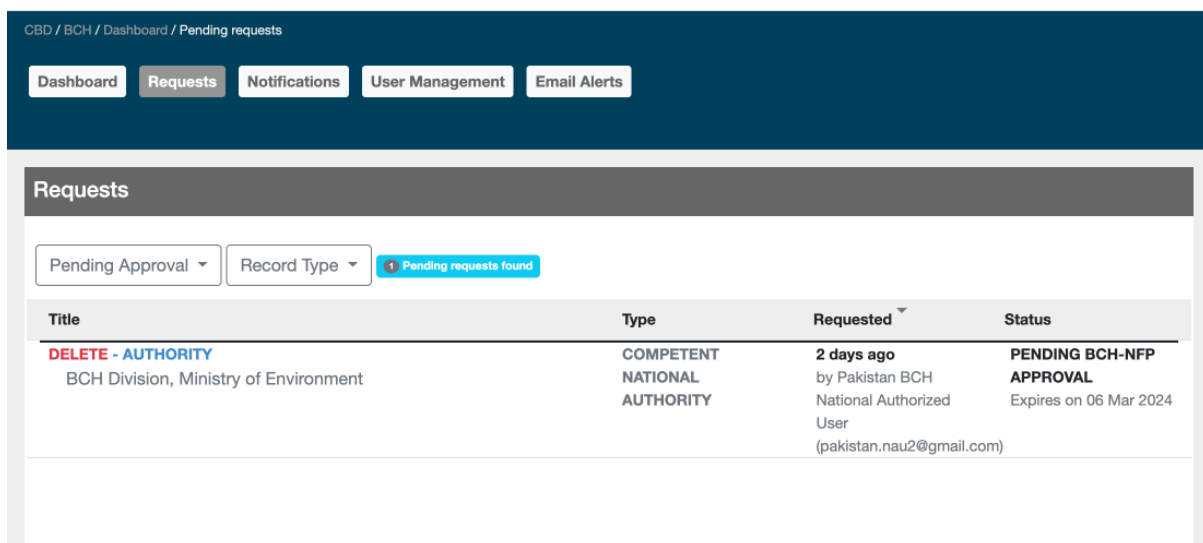 CBD / BCH / Dashboard / Pending requests
Dashboard Requests Notifications User Management Email Alerts
Requests
Pending Approval Record Type 1 Pending requests found
Title Type Requested Status
DELETE - AUTHORITY COMPETENT 2 days ago PENDING BCH-NFP
BCH Division, Ministry of Environment NATIONAL by Pakistan BCH APPROVAL
AUTHORITY National Authorized Expires on 06 Mar 2024
User
(pakistan.nau2@gmail.com)